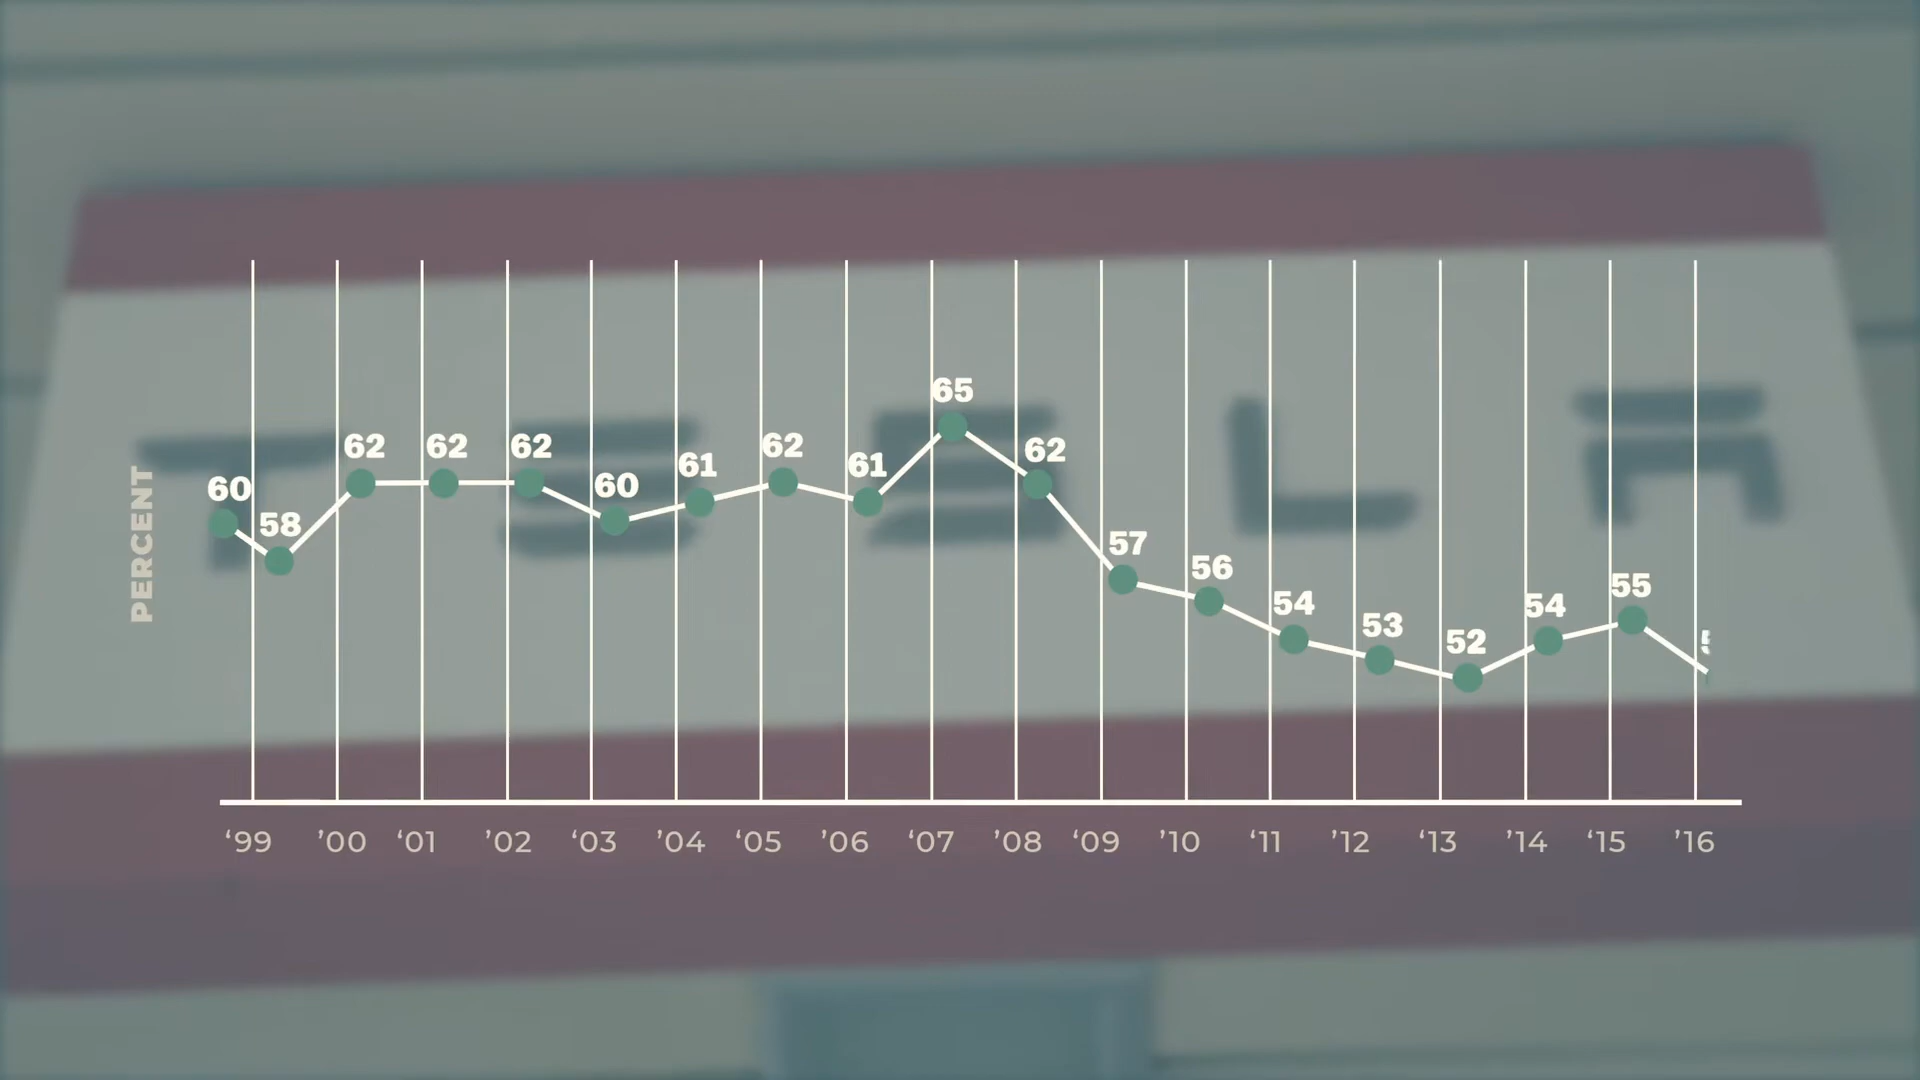 TESLA
PERCENT
60 58 62 62 62 60 61 62 61 65 62 57 56 54 53 52 54 55
‘99 ’00 ‘01 ’02 ‘03 ’04 ‘05 ’06 ‘07 ’08 ‘09 ’10 ‘11 ’12 ‘13 ’14 ‘15 ’16